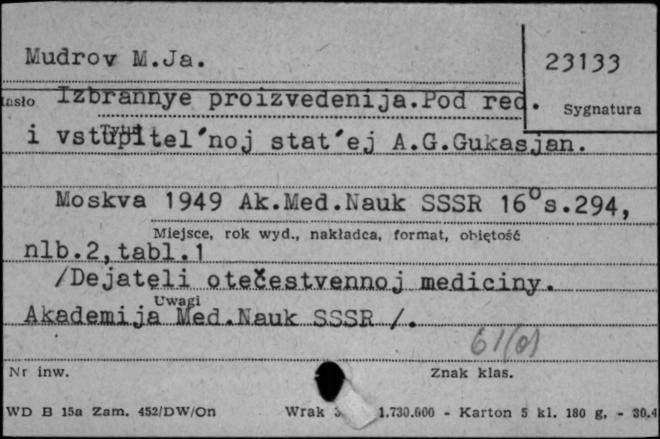 Mudrov M.Ja.
23133
Hasło Izbrannye proizvedenija.Pod red.
Sygnatura
Tytuł
i vstupitel´noj stat´ej A.G.Gukasjan.
Moskva 1949 Ak.Med.Nauk SSSR 16° s.294,
Miejsce, rok wyd., nakładca, format, objętość
nlb.2,tabl.1
/Dejateli otečestvennoj mediciny.
Uwagi
Akademija Med.Nauk SSSR /.
61(01
Nr inw.
Znak klas.
WD B 15a Zam. 452/DW/On Wrak 1.730.000 - Karton 5 kl. 180 g. - 30.4